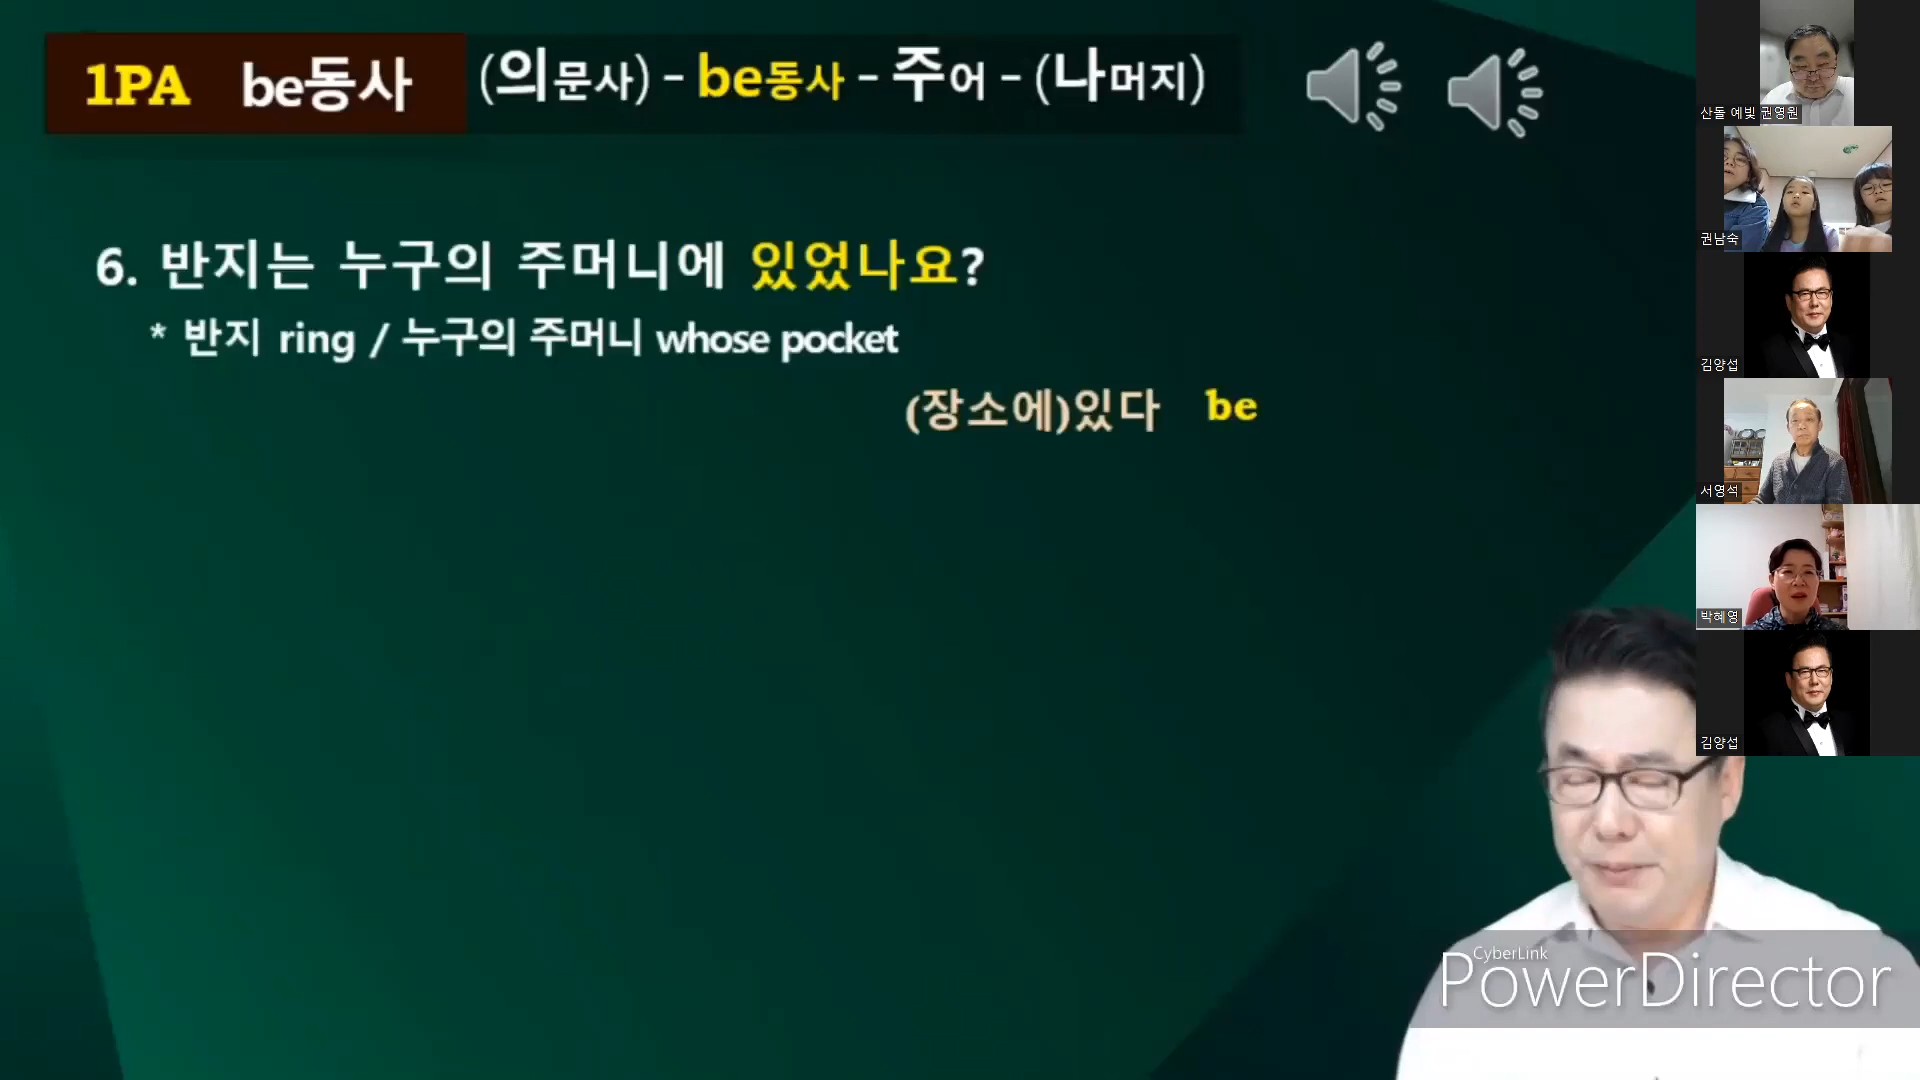 1PA be동사 (의문사) - be동사 - 주어 - (나머지)
6. 반지는 누구의 주머니에 있었나요?
* 반지 ring / 누구의 주머니 whose pocket
(장소에)있다 be
산돌 예빛 권영원
권남숙
김양섭
서영석
박혜영
김양섭
CyberLink
PowerDirector